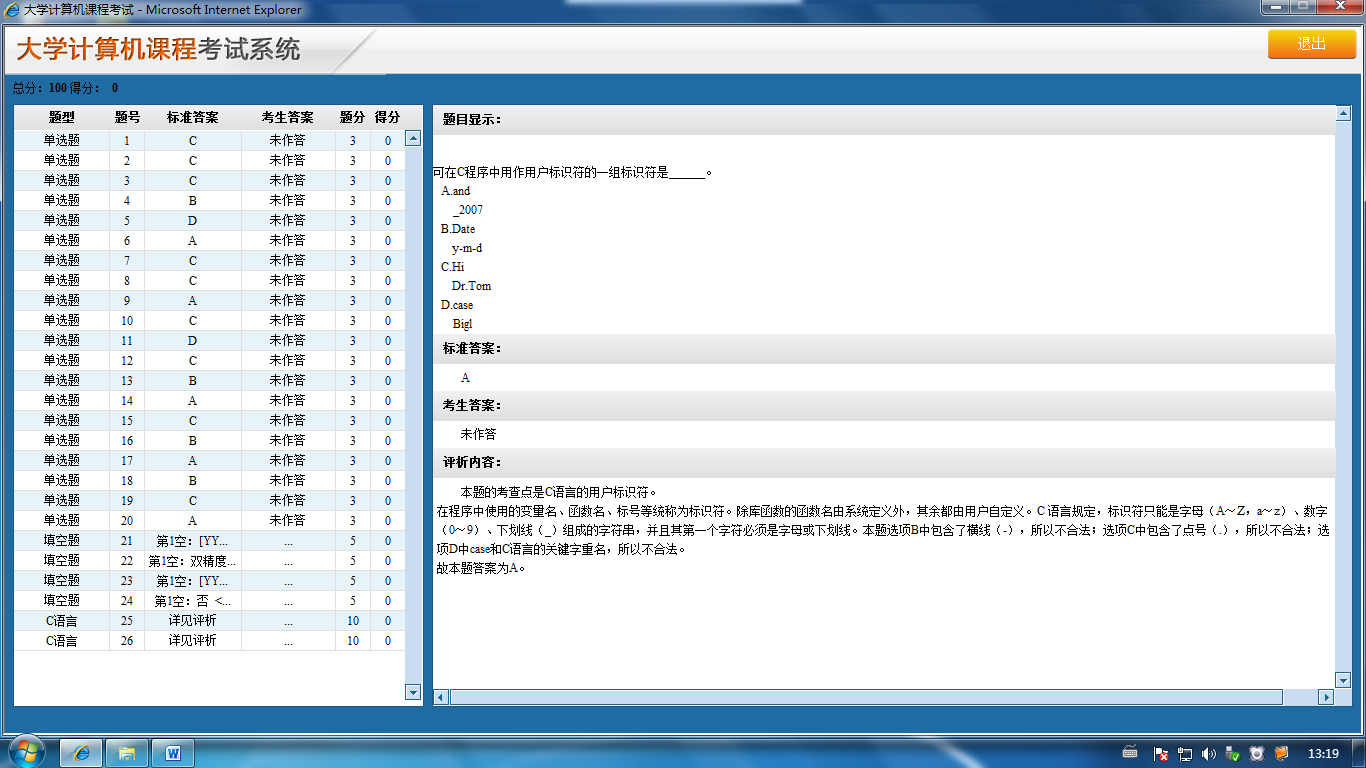 大学计算机课程考试 - Microsoft Internet Explorer
大学计算机课程考试系统
退出
总分：100 得分： 0
题型 题号 标准答案 考生答案 题分 得分
单选题 1 C 未作答 3 0
单选题 2 C 未作答 3 0
单选题 3 C 未作答 3 0
单选题 4 B 未作答 3 0
单选题 5 D 未作答 3 0
单选题 6 A 未作答 3 0
单选题 7 C 未作答 3 0
单选题 8 C 未作答 3 0
单选题 9 A 未作答 3 0
单选题 10 C 未作答 3 0
单选题 11 D 未作答 3 0
单选题 12 C 未作答 3 0
单选题 13 B 未作答 3 0
单选题 14 A 未作答 3 0
单选题 15 C 未作答 3 0
单选题 16 B 未作答 3 0
单选题 17 A 未作答 3 0
单选题 18 B 未作答 3 0
单选题 19 C 未作答 3 0
单选题 20 A 未作答 3 0
填空题 21 第1空：[YY... ... 5 0
填空题 22 第1空：双精度... ... 5 0
填空题 23 第1空：[YY... ... 5 0
填空题 24 第1空：否 <... ... 5 0
C语言 25 详见评析 ... 10 0
C语言 26 详见评析 ... 10 0
题目显示：
可在C程序中用作用户标识符的一组标识符是______。
A.and
_2007
B.Date
y-m-d
C.Hi
Dr.Tom
D.case
Bigl
标准答案：
A
考生答案：
未作答
评析内容：
本题的考查点是C语言的用户标识符。
在程序中使用的变量名、函数名、标号等统称为标识符。除库函数的函数名由系统定义外，其余都由用户自定义。C 语言规定，标识符只能是字母（A～Z，a～z）、数字
（0～9）、下划线（_）组成的字符串，并且其第一个字符必须是字母或下划线。本题选项B中包含了横线（-），所以不合法；选项C中包含了点号（.），所以不合法；选
项D中case和C语言的关键字重名，所以不合法。
故本题答案为A。
13:19